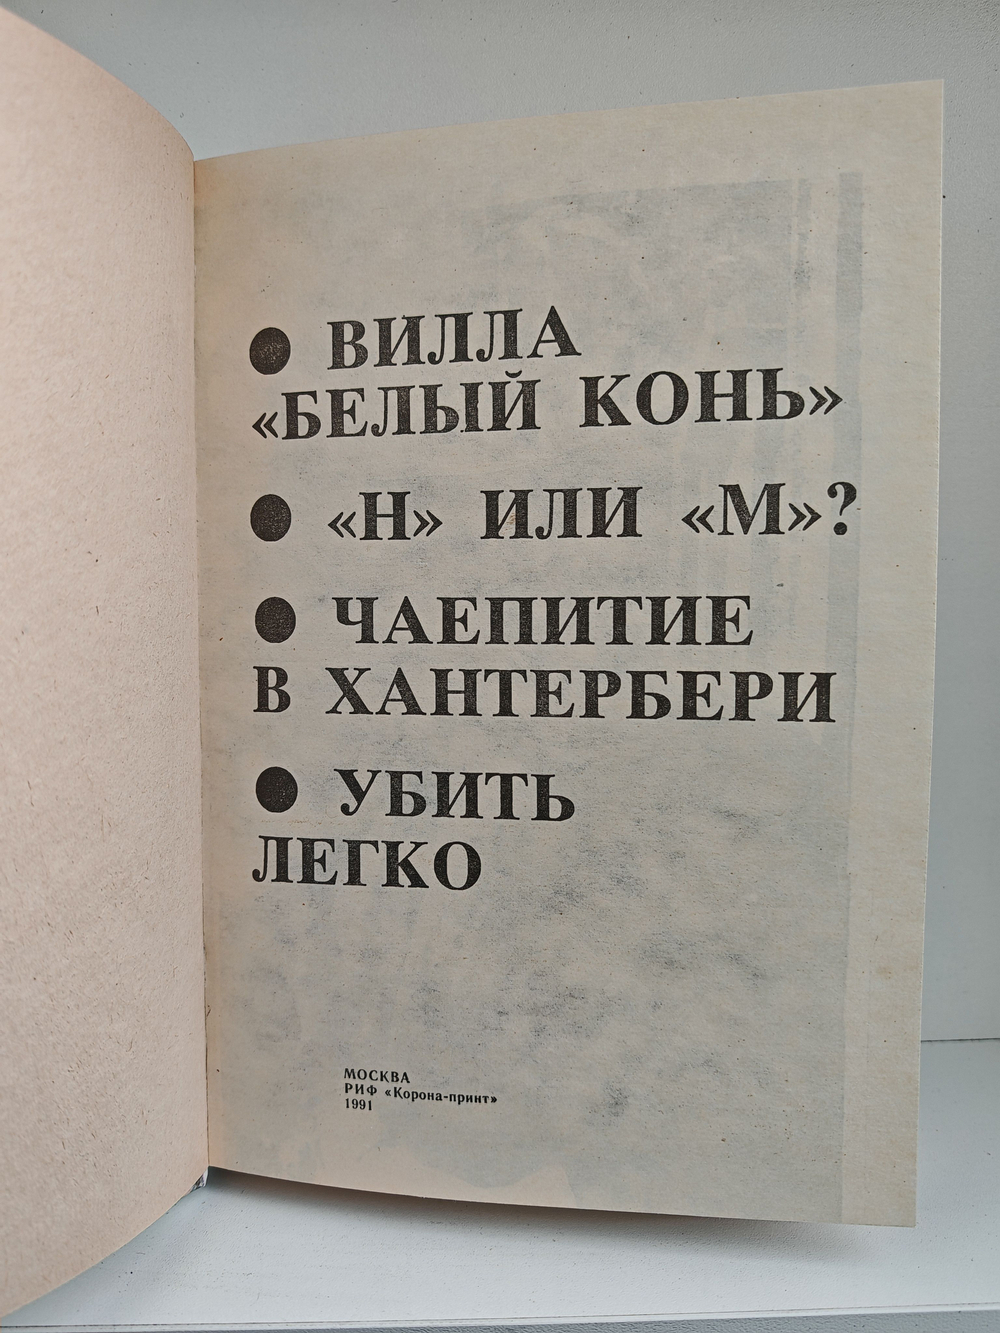 ● ВИЛЛА
«БЕЛЫЙ КОНЬ»
● «Н» ИЛИ «М»?
● ЧАЕПИТИЕ
В ХАНТЕРБЕРИ
● УБИТЬ
ЛЕГКО
МОСКВА
РИФ «Корона-принт»
1991